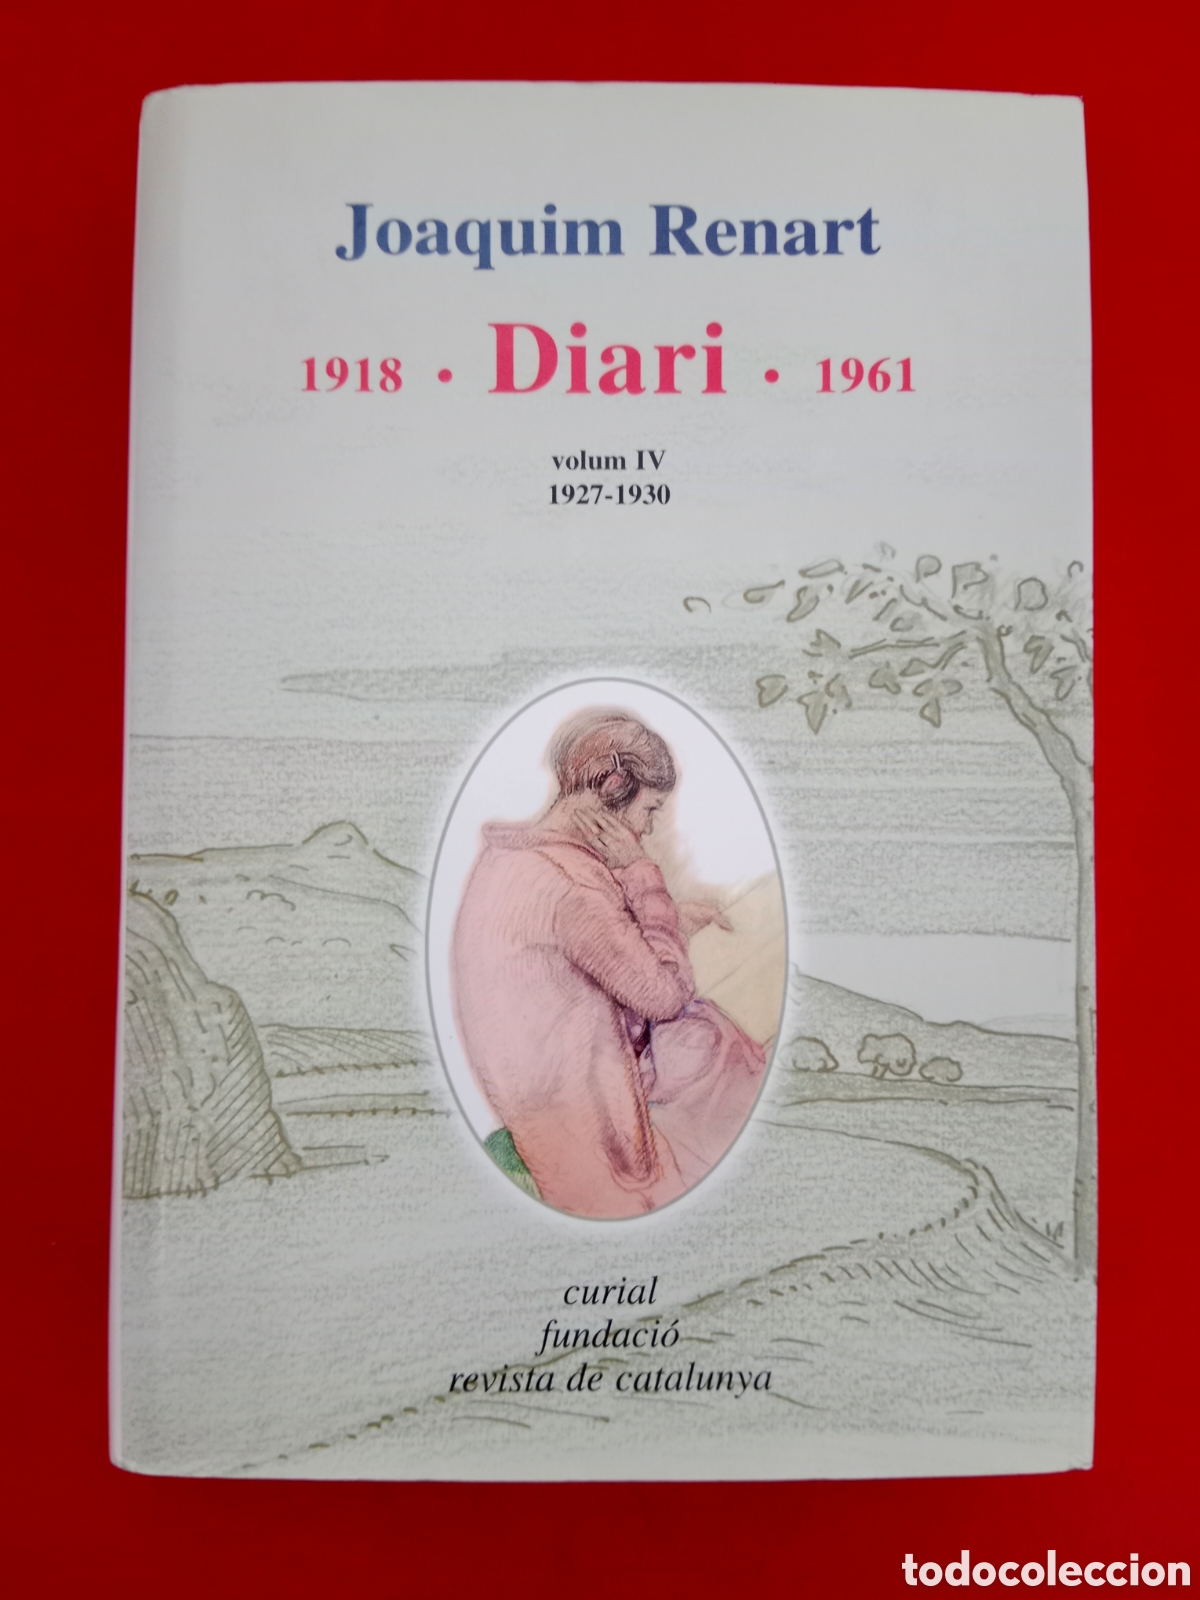 Joaquim Renart
1918 • Diari • 1961
volum IV
1927-1930
curial
fundació
revista de catalunya
todocoleccion